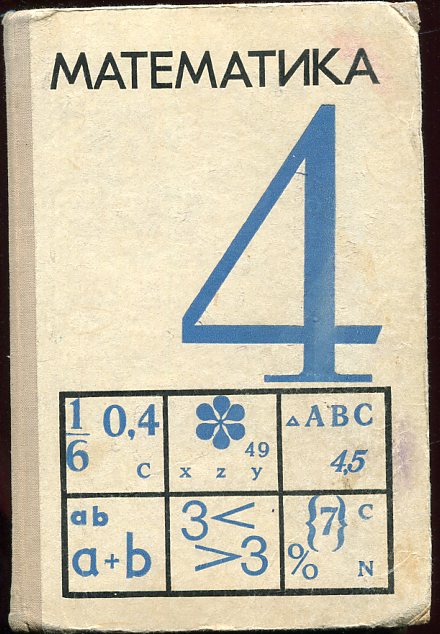 МАТЕМАТИКА
4
1/6 0,4
C
49
x z y
△ABC
4,5
ab
a+b
3<
>3
{7} C
% N